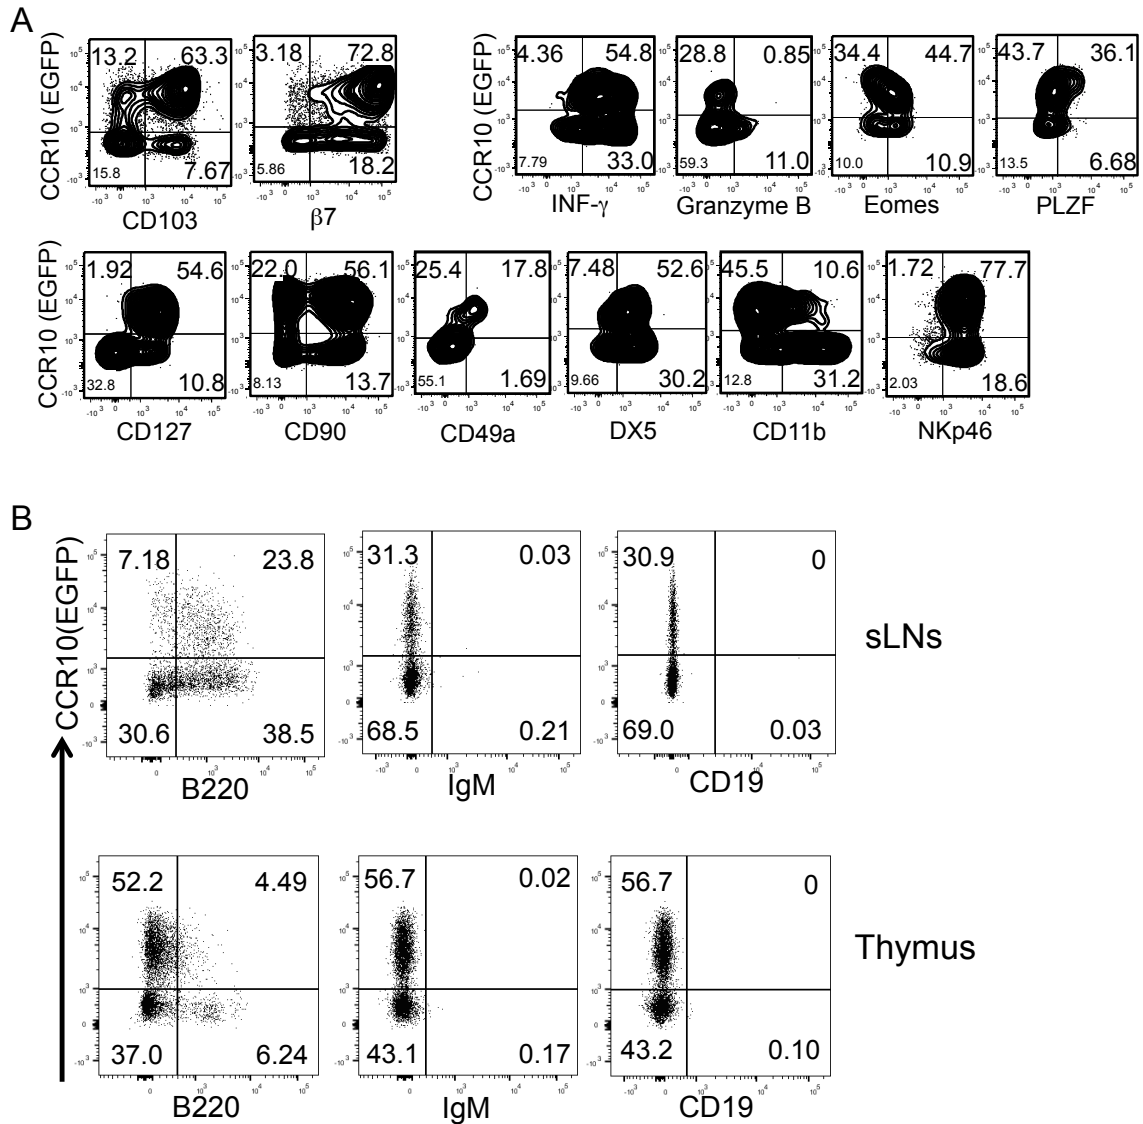 A
CCR10 (EGFP)
13.2 63.3
15.8 7.67
CD103
3.18 72.8
5.86 18.2
β7
CCR10 (EGFP)
4.36 54.8
7.79 33.0
INF-γ
28.8 0.85
59.3 11.0
Granzyme B
34.4 44.7
10.0 10.9
Eomes
43.7 36.1
13.5 6.68
PLZF
CCR10 (EGFP)
1.92 54.6
32.8 10.8
CD127
22.0 56.1
8.13 13.7
CD90
25.4 17.8
55.1 1.69
CD49a
7.48 52.6
9.66 30.2
DX5
45.5 10.6
12.8 31.2
CD11b
1.72 77.7
2.03 18.6
NKp46
B
CCR10(EGFP)
7.18 23.8
30.6 38.5
B220
31.3 0.03
68.5 0.21
IgM
30.9 0
69.0 0.03
CD19
sLNs
52.2 4.49
37.0 6.24
B220
56.7 0.02
43.1 0.17
IgM
56.7 0
43.2 0.10
CD19
Thymus